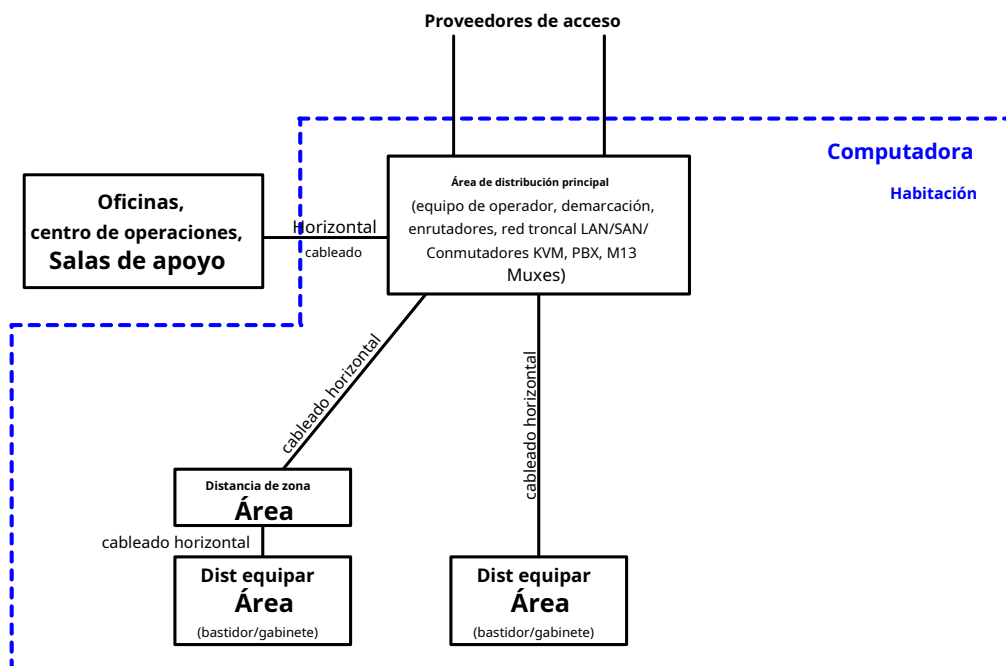 Proveedores de acceso
Computadora
Habitación
Oficinas,
centro de operaciones,
Salas de apoyo
Horizontal
cableado
Área de distribución principal
(equipo de operador, demarcación,
enrutadores, red troncal LAN/SAN/
Conmutadores KVM, PBX, M13
Muxes)
cableado horizontal
cableado horizontal
Distancia de zona
Área
cableado horizontal
Dist equipar
Área
(bastidor/gabinete)
Dist equipar
Área
(bastidor/gabinete)